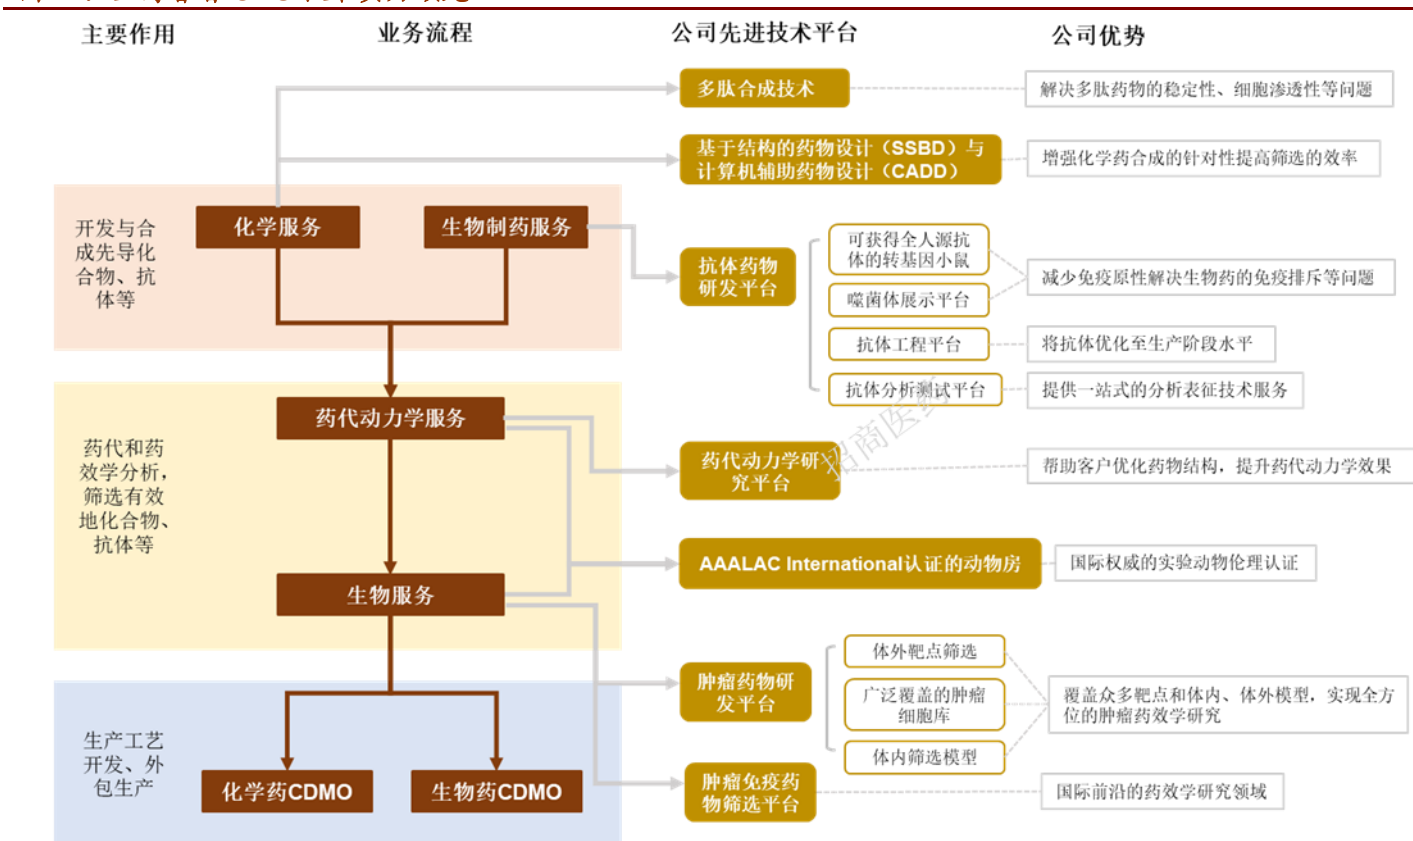 主要作用
业务流程
公司先进技术平台
公司优势
多肽合成技术
解决多肽药物的稳定性、细胞渗透性等问题
基于结构的药物设计（SSBD）与
计算机辅助药物设计（CADD）
增强化学药合成的针对性提高筛选的效率
开发与合
成先导化
合物、抗
体等
化学服务
生物制药服务
抗体药物
研发平台
可获得全人源抗
体的转基因小鼠
噬菌体展示平台
减少免疫原性解决生物药的免疫排斥等问题
抗体工程平台
将抗体优化至生产阶段水平
抗体分析测试平台
提供一站式的分析表征技术服务
药代和药
效学分析，
筛选有效
地化合物、
抗体等
药代动力学服务
药代动力学研
究平台
帮助客户优化药物结构，提升药代动力学效果
招商医药
AAALAC International认证的动物房
国际权威的实验动物伦理认证
生物服务
肿瘤药物研
发平台
体外靶点筛选
广泛覆盖的肿瘤
细胞库
体内筛选模型
覆盖众多靶点和体内、体外模型，实现全方
位的肿瘤药效学研究
生产工艺
开发、外
包生产
化学药CDMO
生物药CDMO
肿瘤免疫药
物筛选平台
国际前沿的药效学研究领域